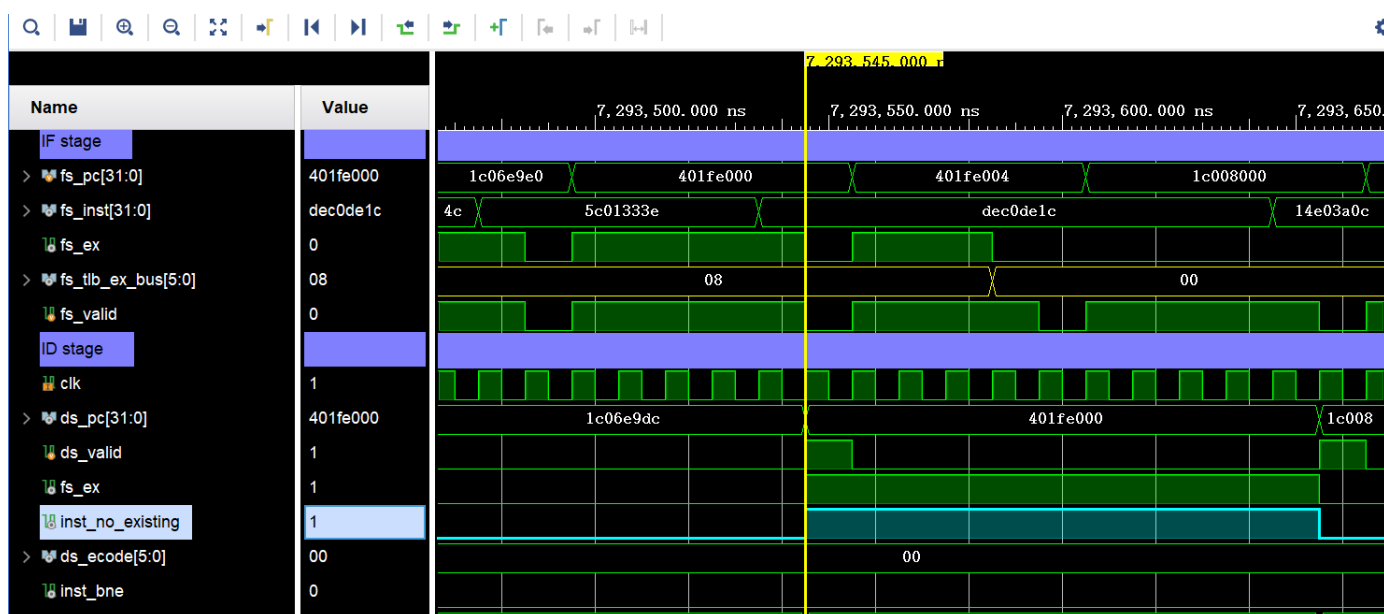 7,293,545.000 n
Name Value
7,293,500.000 ns 7,293,550.000 ns 7,293,600.000 ns 7,293,650.
IF stage
fs_pc[31:0] 401fe000 1c06e9e0 401fe000 401fe004 1c008000
fs_inst[31:0] dec0de1c 4c 5c01333e dec0de1c 14e03a0c
fs_ex 0
fs_tlb_ex_bus[5:0] 08 08 00
fs_valid 0
ID stage
clk 1
ds_pc[31:0] 401fe000 1c06e9dc 401fe000 1c008
ds_valid 1
fs_ex 1
inst_no_existing 1
ds_ecode[5:0] 00 00
inst_bne 0